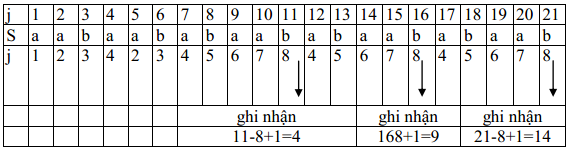 j 1 2 3 4 5 6 7 8 9 10 11 12 13 14 15 16 17 18 19 20 21
S a a b a a b a b a a b a b a a b a b a a b
j 1 2 3 4 2 3 4 5 6 7 8 4 5 6 7 8 4 5 6 7 8
ghi nhận ghi nhận ghi nhận
11-8+1=4 168+1=9 21-8+1=14